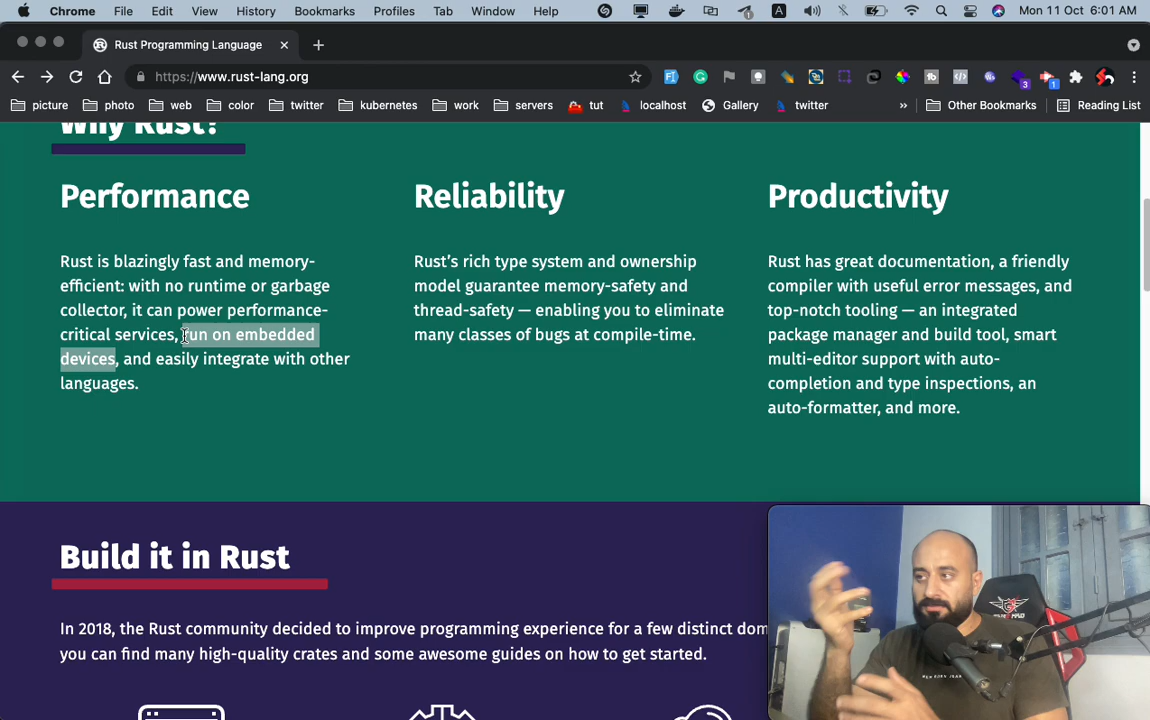 Chrome File Edit View History Bookmarks Profiles Tab Window Help A Mon 11 Oct 6:01 AM
Rust Programming Language
https://www.rust-lang.org
3 1
picture photo web color twitter kubernetes work servers tut localhost Gallery twitter » Other Bookmarks Reading List
Why Rust?
Performance
Rust is blazingly fast and memory-
efficient: with no runtime or garbage
collector, it can power performance-
critical services, run on embedded
devices, and easily integrate with other
languages.
Reliability
Rust’s rich type system and ownership
model guarantee memory-safety and
thread-safety — enabling you to eliminate
many classes of bugs at compile-time.
Productivity
Rust has great documentation, a friendly
compiler with useful error messages, and
top-notch tooling — an integrated
package manager and build tool, smart
multi-editor support with auto-
completion and type inspections, an
auto-formatter, and more.
Build it in Rust
In 2018, the Rust community decided to improve programming experience for a few distinct dom
you can find many high-quality crates and some awesome guides on how to get started.